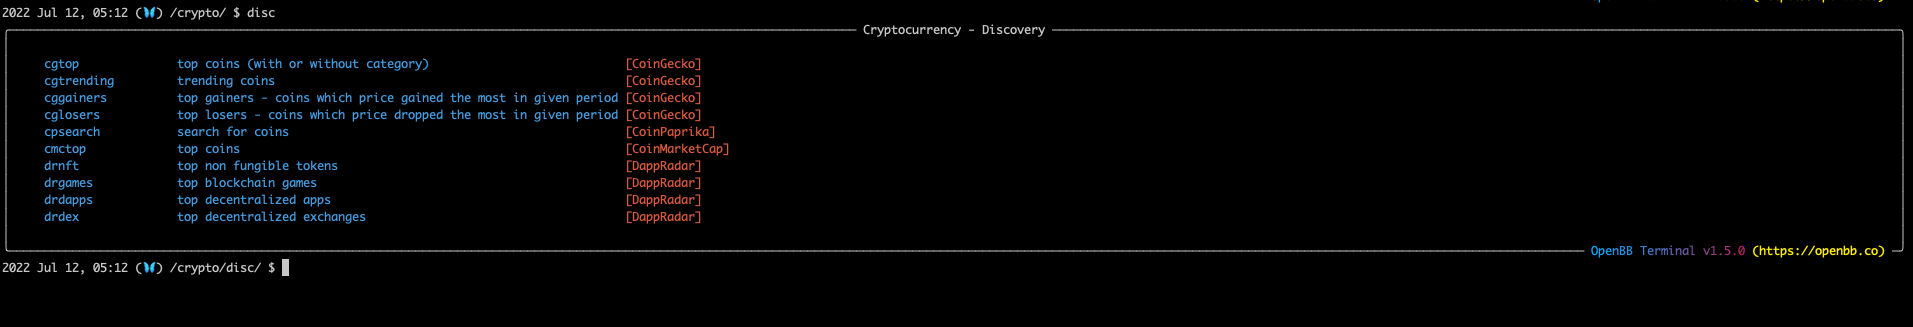 2022 Jul 12, 05:12 (🦋) /crypto/ $ disc
Cryptocurrency - Discovery
cgtop top coins (with or without category) [CoinGecko]
cgtrending trending coins [CoinGecko]
cggainers top gainers - coins which price gained the most in given period [CoinGecko]
cglosers top losers - coins which price dropped the most in given period [CoinGecko]
cpsearch search for coins [CoinPaprika]
cmctop top coins [CoinMarketCap]
drnft top non fungible tokens [DappRadar]
drgames top blockchain games [DappRadar]
drdapps top decentralized apps [DappRadar]
drdex top decentralized exchanges [DappRadar]
OpenBB Terminal v1.5.0 (https://openbb.co)
2022 Jul 12, 05:12 (🦋) /crypto/disc/ $